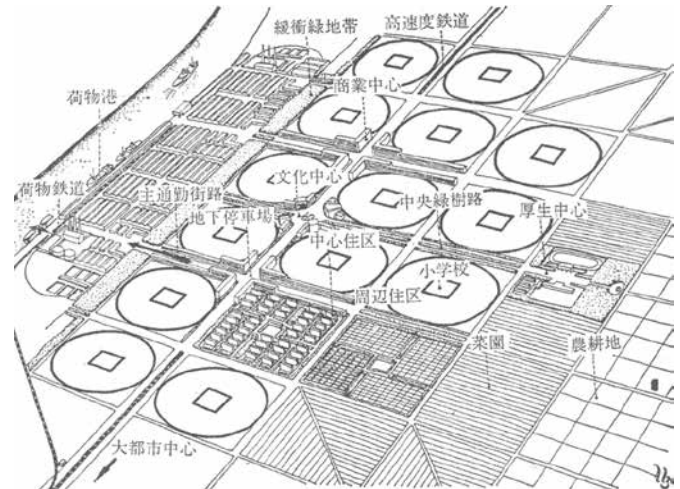 緩衝緑地帯
高速度鉄道
商業中心
荷物港
荷物鉄道
主通勤街路
地下停車場
文化中心
中央緑樹路
厚生中心
中心住区
小学校
周辺住区
菜園
農耕地
大都市中心